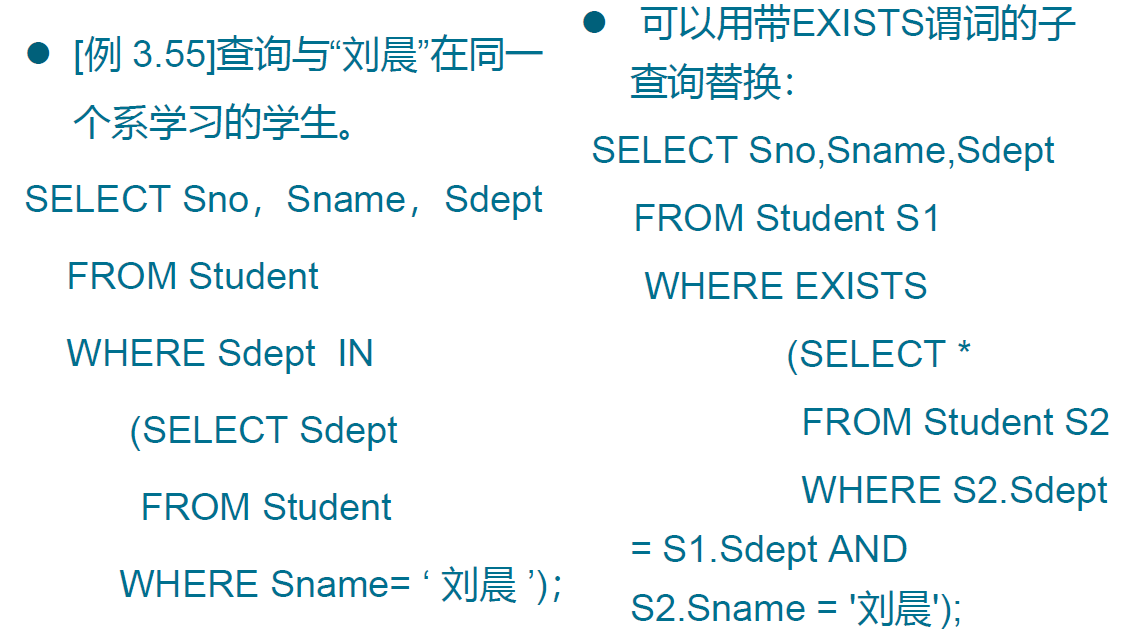 ● [例 3.55]查询与“刘晨”在同一
个系学习的学生。
SELECT Sno，Sname，Sdept
FROM Student
WHERE Sdept IN
(SELECT Sdept
FROM Student
WHERE Sname= ‘ 刘晨 ’)；
● 可以用带EXISTS谓词的子
查询替换：
SELECT Sno,Sname,Sdept
FROM Student S1
WHERE EXISTS
(SELECT *
FROM Student S2
WHERE S2.Sdept
= S1.Sdept AND
S2.Sname = '刘晨');